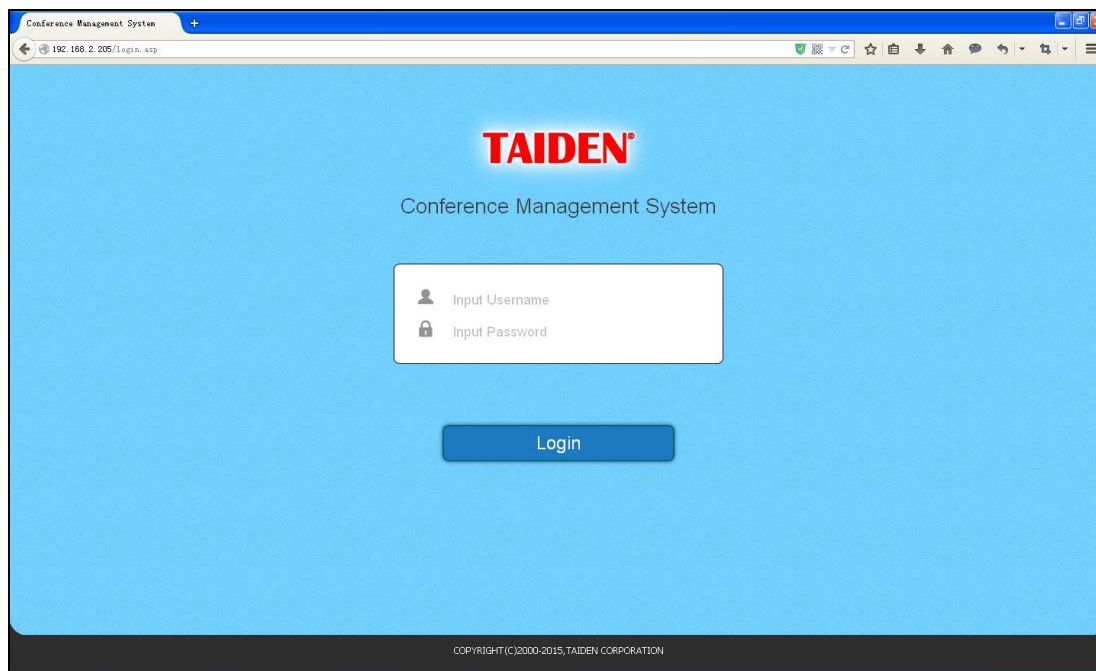 Conference Management System
192.168.2.205/login.asp
TAIDEN®
Conference Management System
Input Username
Input Password
Login
COPYRIGHT(C)2000-2015,TAIDEN CORPORATION